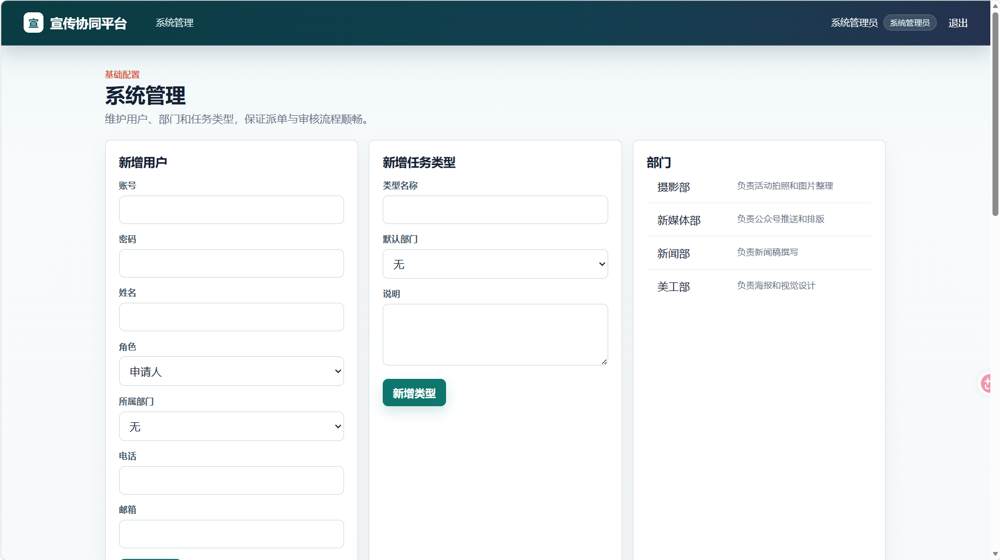 宣 宣传协同平台 系统管理 系统管理员 系统管理员 退出
基础配置
系统管理
维护用户、部门和任务类型，保证派单与审核流程顺畅。
新增用户
账号
密码
姓名
角色
申请人
所属部门
无
电话
邮箱
新增任务类型
类型名称
默认部门
无
说明
新增类型
部门
摄影部 负责活动拍照和图片整理
新媒体部 负责公众号推送和排版
新闻部 负责新闻稿撰写
美工部 负责海报和视觉设计